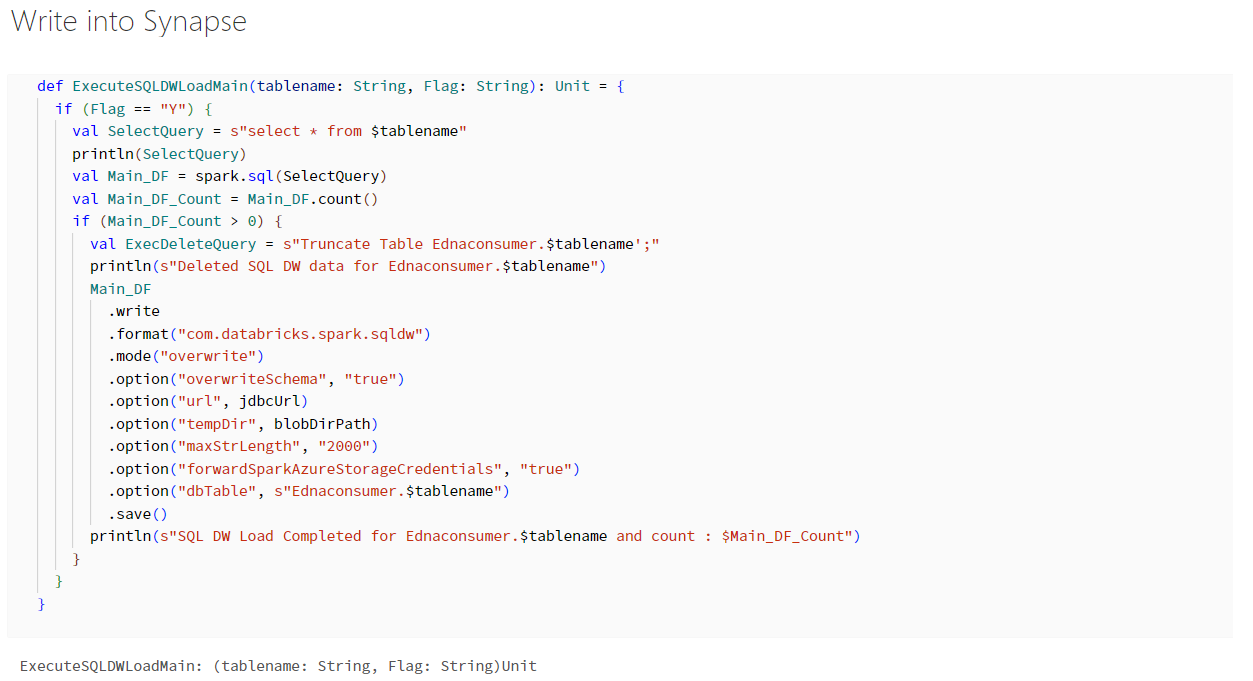 Write into Synapse
def ExecuteSQLDWLoadMain(tablename: String, Flag: String): Unit = {
if (Flag == "Y") {
val SelectQuery = s"select * from $tablename"
println(SelectQuery)
val Main_DF = spark.sql(SelectQuery)
val Main_DF_Count = Main_DF.count()
if (Main_DF_Count > 0) {
val ExecDeleteQuery = s"Truncate Table Ednaconsumer.$tablename';"
println(s"Deleted SQL DW data for Ednaconsumer.$tablename")
Main_DF
.write
.format("com.databricks.spark.sqldw")
.mode("overwrite")
.option("overwriteSchema", "true")
.option("url", jdbcUrl)
.option("tempDir", blobDirPath)
.option("maxStrLength", "2000")
.option("forwardSparkAzureStorageCredentials", "true")
.option("dbTable", s"Ednaconsumer.$tablename")
.save()
println(s"SQL DW Load Completed for Ednaconsumer.$tablename and count : $Main_DF_Count")
}
}
}
ExecuteSQLDWLoadMain: (tablename: String, Flag: String)Unit